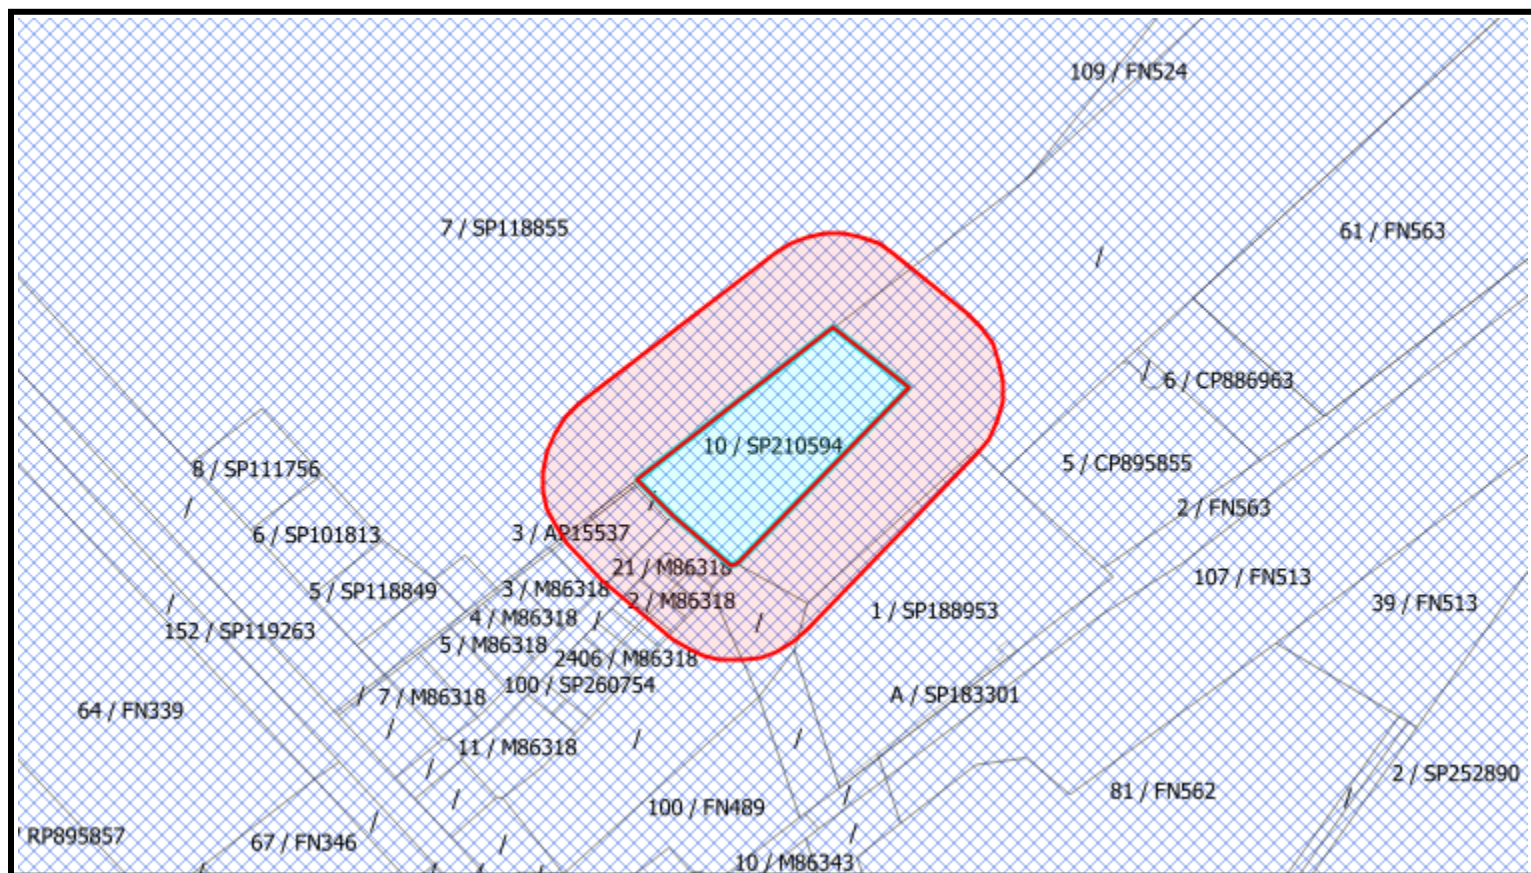 109 / FN524
7 / SP118855
61 / FN563
/
/
6 / CP886963
10 / SP210594
5 / CP895855
8 / SP111756
/
/
2 / FN563
3 / AP15537
6 / SP101813
21 / M86318
107 / FN513
3 / M86318
5 / SP118849
2 / M86318
39 / FN513
/
1 / SP188953
4 / M86318
/
/
152 / SP119263
5 / M86318
2406 / M86318
100 / SP260754
A / SP183301
/
7 / M86318
64 / FN339
/
/
/
11 / M86318
/
2 / SP252890
81 / FN562
/
/
/
100 / FN489
/
/
/ RP895857
67 / FN346
/
10 / M86343
/
/
/
/